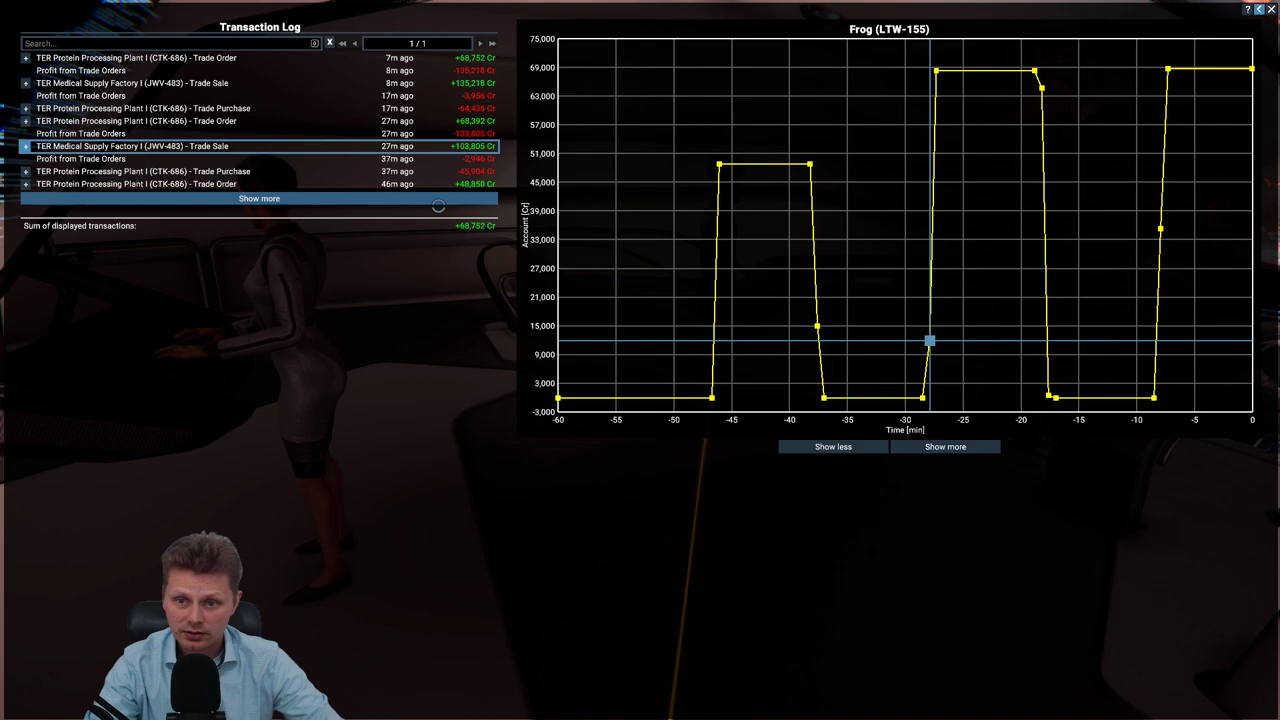 Transaction Log
Search...
1 / 1
TER Protein Processing Plant I (CTK-686) - Trade Order 7m ago +68,752 Cr
Profit from Trade Orders 8m ago -135,218 Cr
TER Medical Supply Factory I (JWV-483) - Trade Sale 8m ago +135,218 Cr
Profit from Trade Orders 17m ago -3,956 Cr
TER Protein Processing Plant I (CTK-686) - Trade Purchase 17m ago -64,436 Cr
TER Protein Processing Plant I (CTK-686) - Trade Order 27m ago +68,392 Cr
Profit from Trade Orders 27m ago -103,805 Cr
TER Medical Supply Factory I (JWV-483) - Trade Sale 27m ago +103,805 Cr
Profit from Trade Orders 37m ago -2,946 Cr
TER Protein Processing Plant I (CTK-686) - Trade Purchase 37m ago -45,904 Cr
TER Protein Processing Plant I (CTK-686) - Trade Order 46m ago +48,850 Cr
Show more
Sum of displayed transactions: +68,752 Cr
Frog (LTW-155)
75,000
69,000
63,000
57,000
51,000
45,000
39,000
33,000
27,000
21,000
15,000
9,000
3,000
-3,000
Account [Cr]
-60 -55 -50 -45 -40 -35 -30 -25 -20 -15 -10 -5 0
Time [min]
Show less Show more